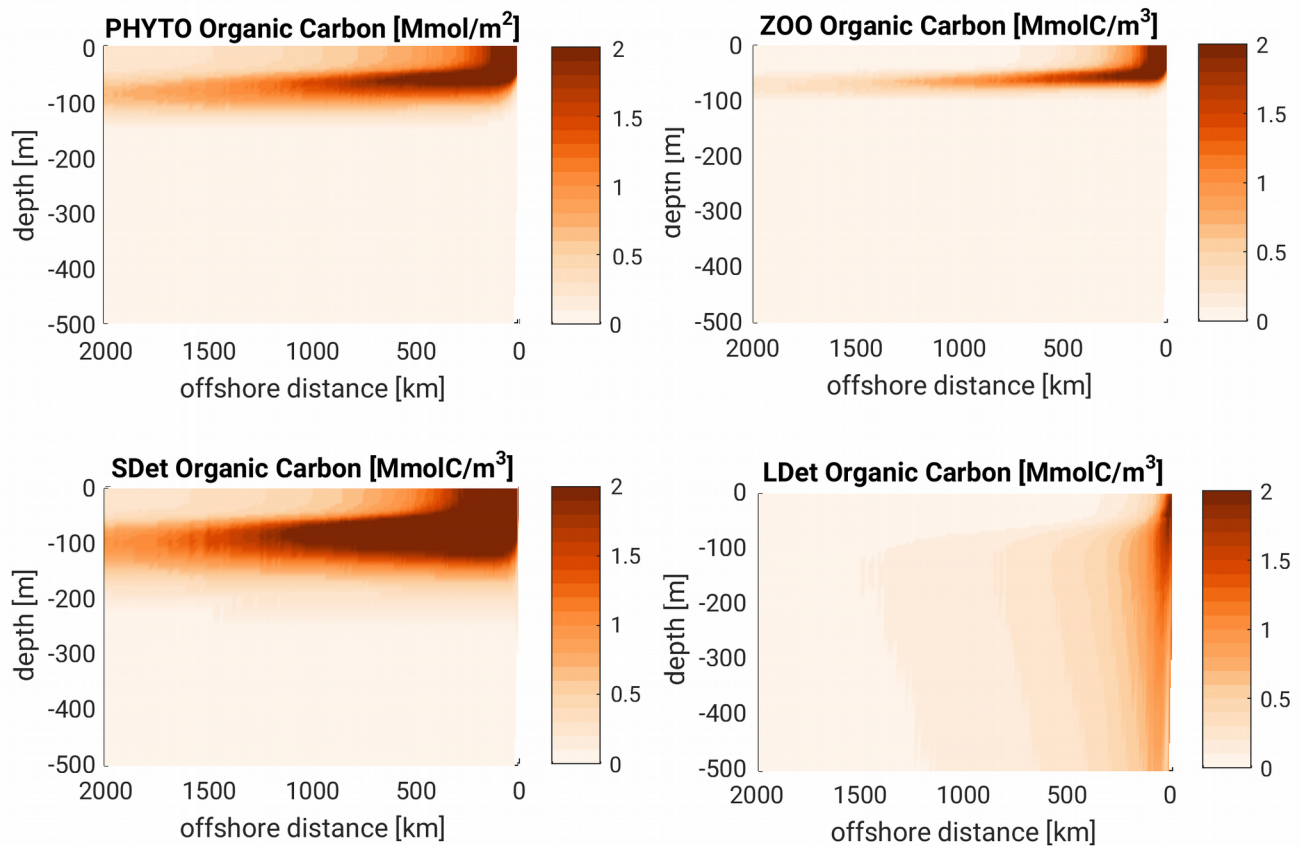 PHYTO Organic Carbon [Mmol/m²]
0
-100
-200
-300
-400
-500
depth [m]
2000 1500 1000 500 0
offshore distance [km]
2
1.5
1
0.5
0
ZOO Organic Carbon [MmolC/m³]
0
-100
-200
-300
-400
-500
depth [m]
2000 1500 1000 500 0
offshore distance [km]
2
1.5
1
0.5
0
SDet Organic Carbon [MmolC/m³]
0
-100
-200
-300
-400
-500
depth [m]
2000 1500 1000 500 0
offshore distance [km]
2
1.5
1
0.5
0
LDet Organic Carbon [MmolC/m³]
0
-100
-200
-300
-400
-500
depth [m]
2000 1500 1000 500 0
offshore distance [km]
2
1.5
1
0.5
0